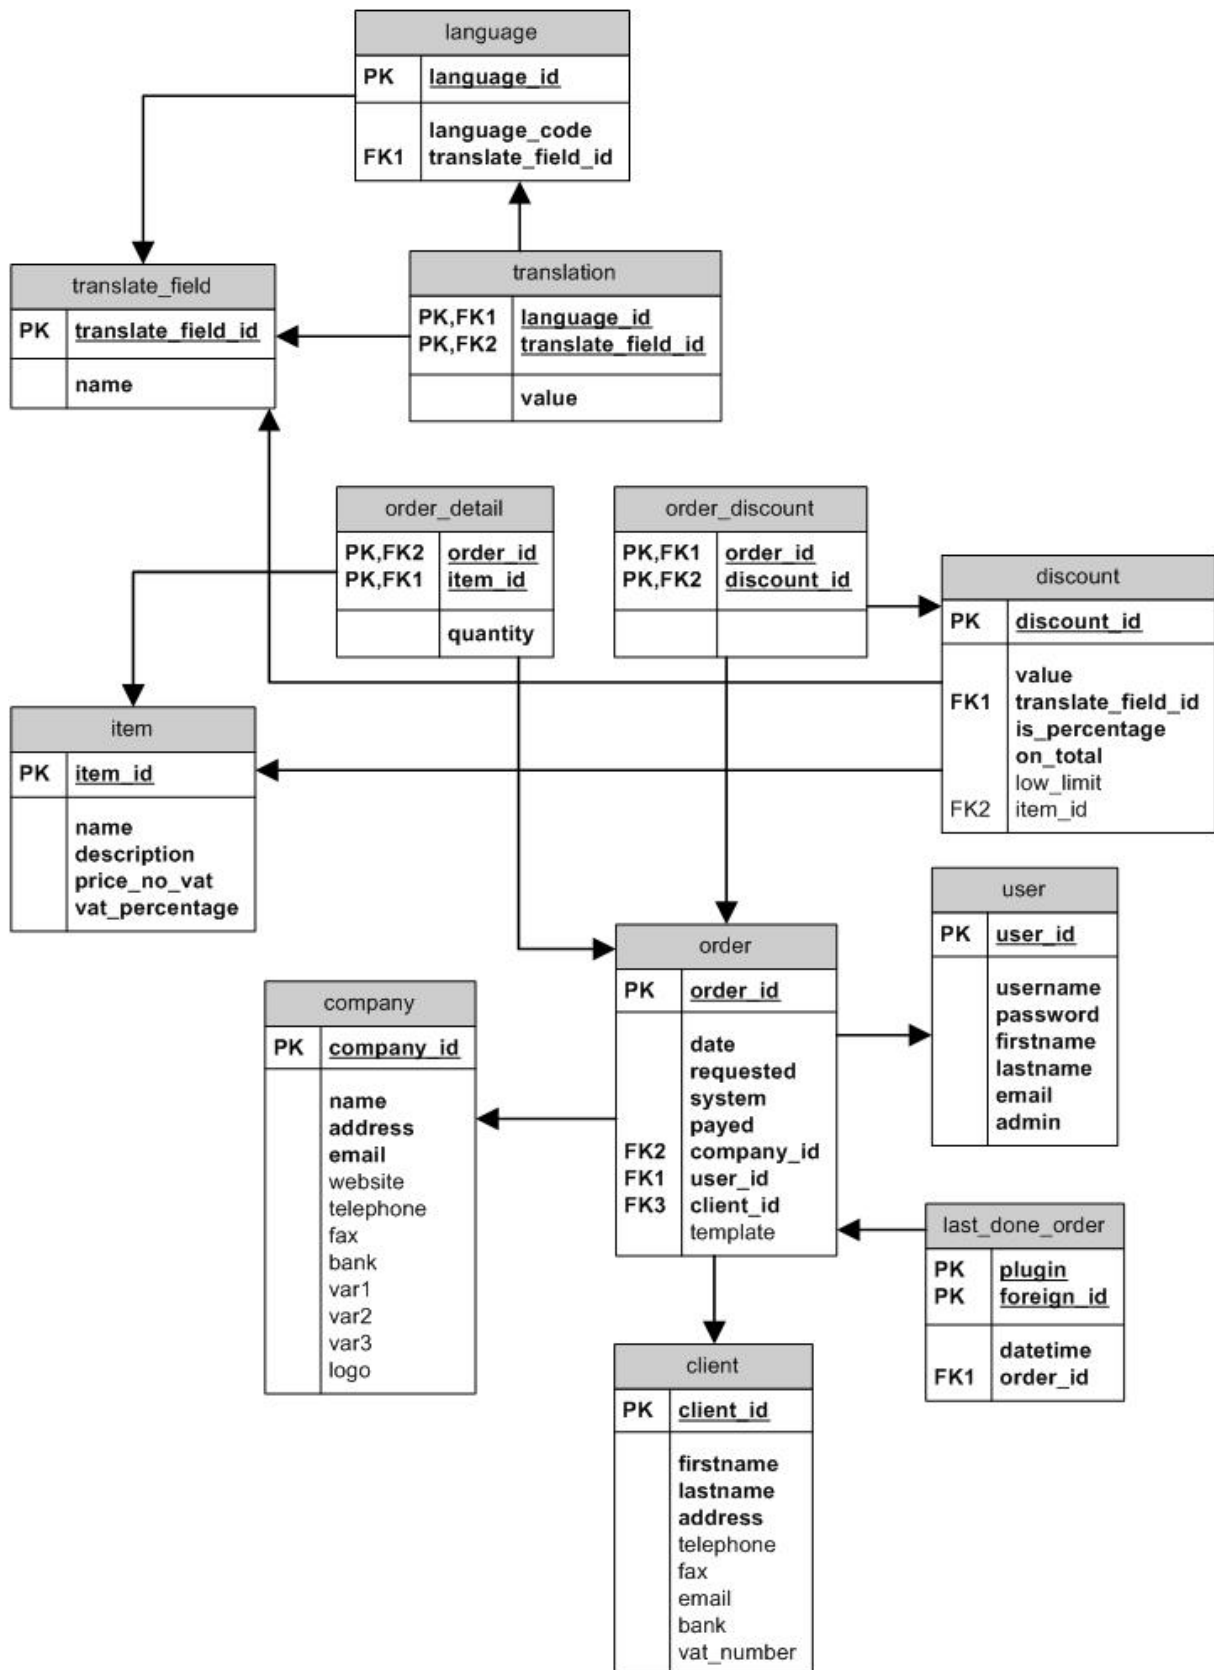 language
PK language_id
language_code
FK1 translate_field_id
translate_field
PK translate_field_id
name
translation
PK,FK1 language_id
PK,FK2 translate_field_id
value
order_detail
PK,FK2 order_id
PK,FK1 item_id
quantity
order_discount
PK,FK1 order_id
PK,FK2 discount_id
discount
PK discount_id
value
FK1 translate_field_id
is_percentage
on_total
low_limit
FK2 item_id
item
PK item_id
name
description
price_no_vat
vat_percentage
user
PK user_id
username
password
firstname
lastname
email
admin
order
PK order_id
date
requested
system
payed
FK2 company_id
FK1 user_id
FK3 client_id
template
company
PK company_id
name
address
email
website
telephone
fax
bank
var1
var2
var3
logo
last_done_order
PK plugin
PK foreign_id
datetime
FK1 order_id
client
PK client_id
firstname
lastname
address
telephone
fax
email
bank
vat_number